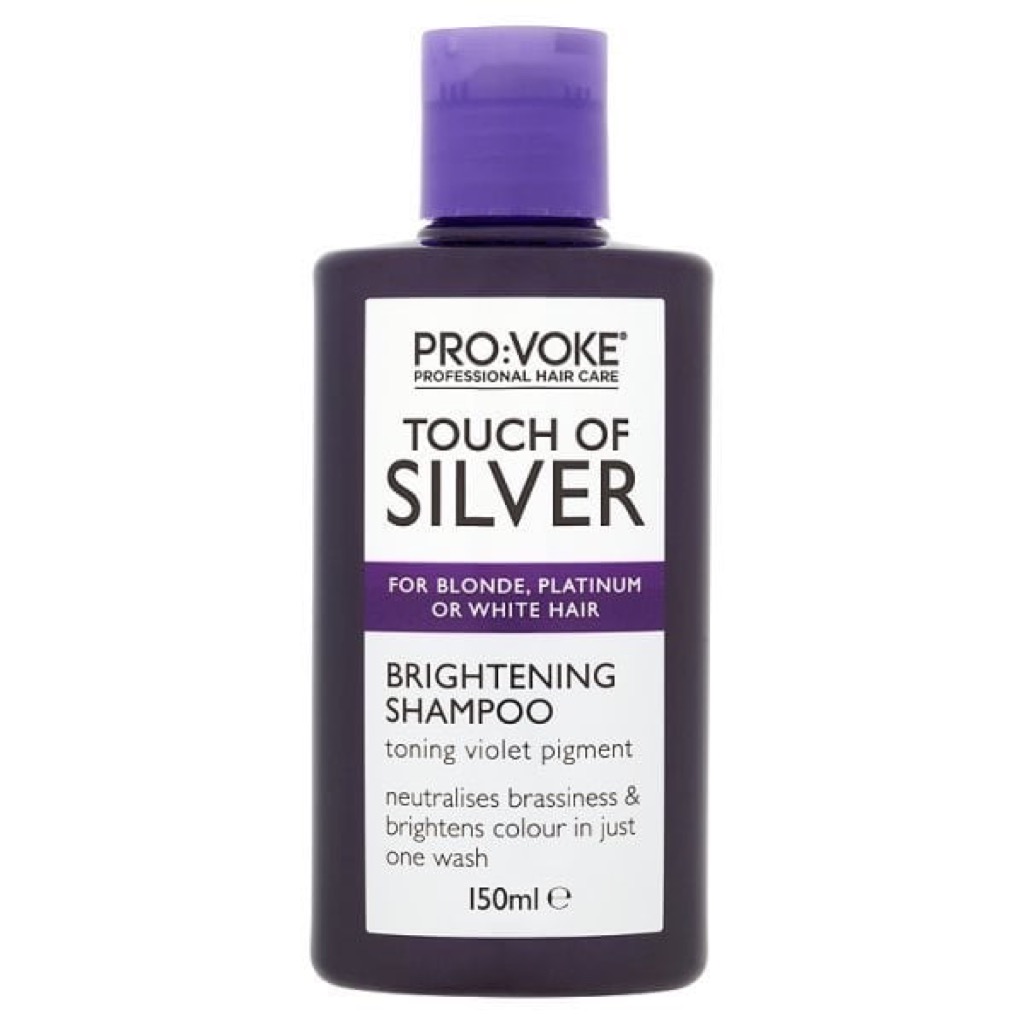 PRO:VOKE®
PROFESSIONAL HAIR CARE
TOUCH OF
SILVER
FOR BLONDE, PLATINUM
OR WHITE HAIR
BRIGHTENING
SHAMPOO
toning violet pigment
neutralises brassiness &
brightens colour in just
one wash
150ml ℮